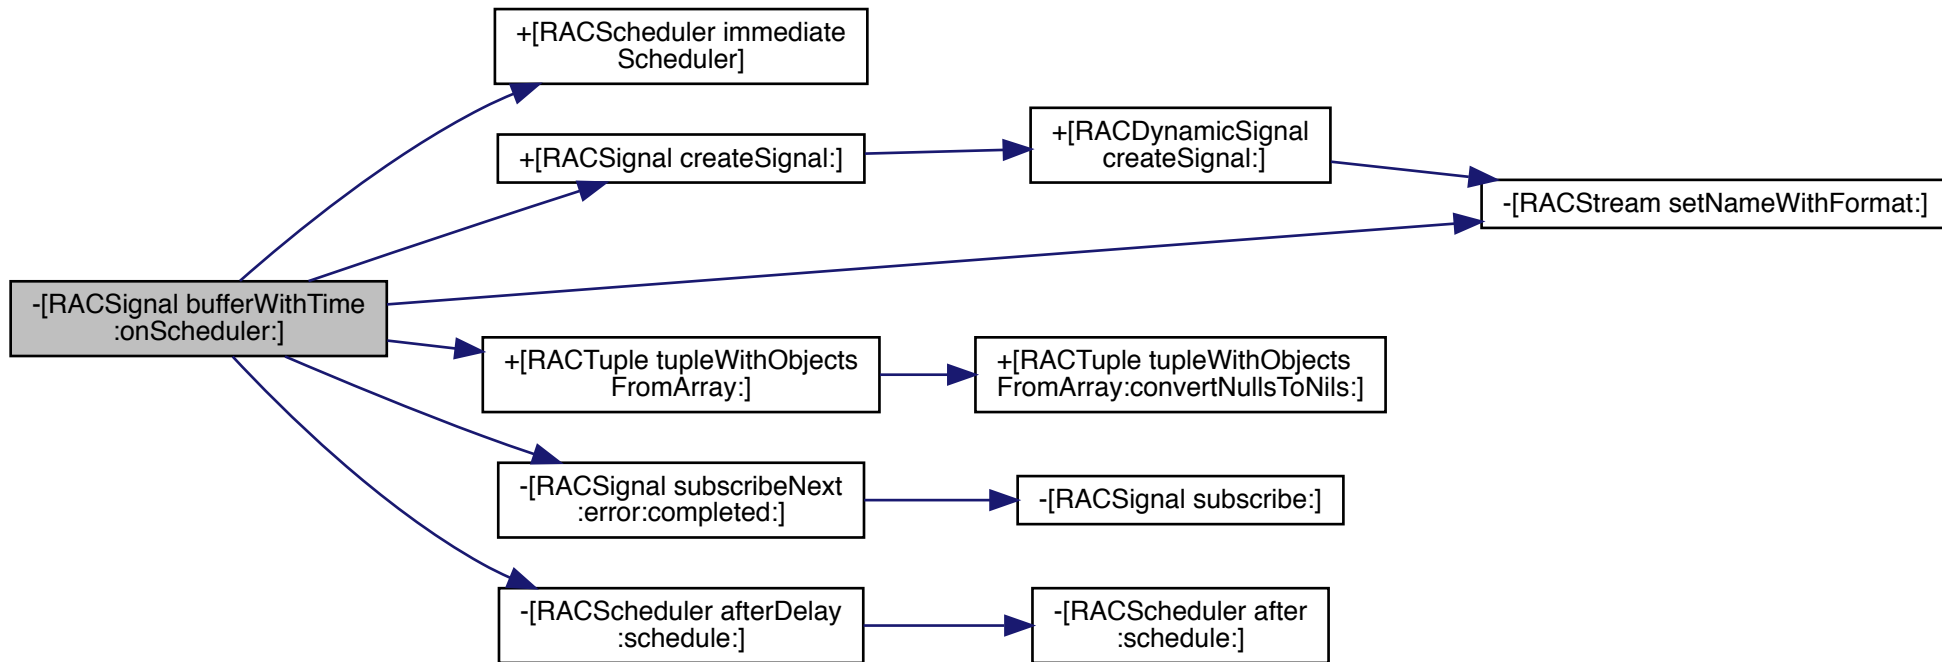 +[RACScheduler immediate
Scheduler]
+[RACSignal createSignal:]
+[RACDynamicSignal
createSignal:]
-[RACStream setNameWithFormat:]
-[RACSignal bufferWithTime
:onScheduler:]
+[RACTuple tupleWithObjects
FromArray:]
+[RACTuple tupleWithObjects
FromArray:convertNullsToNils:]
-[RACSignal subscribeNext
:error:completed:]
-[RACSignal subscribe:]
-[RACScheduler afterDelay
:schedule:]
-[RACScheduler after
:schedule:]